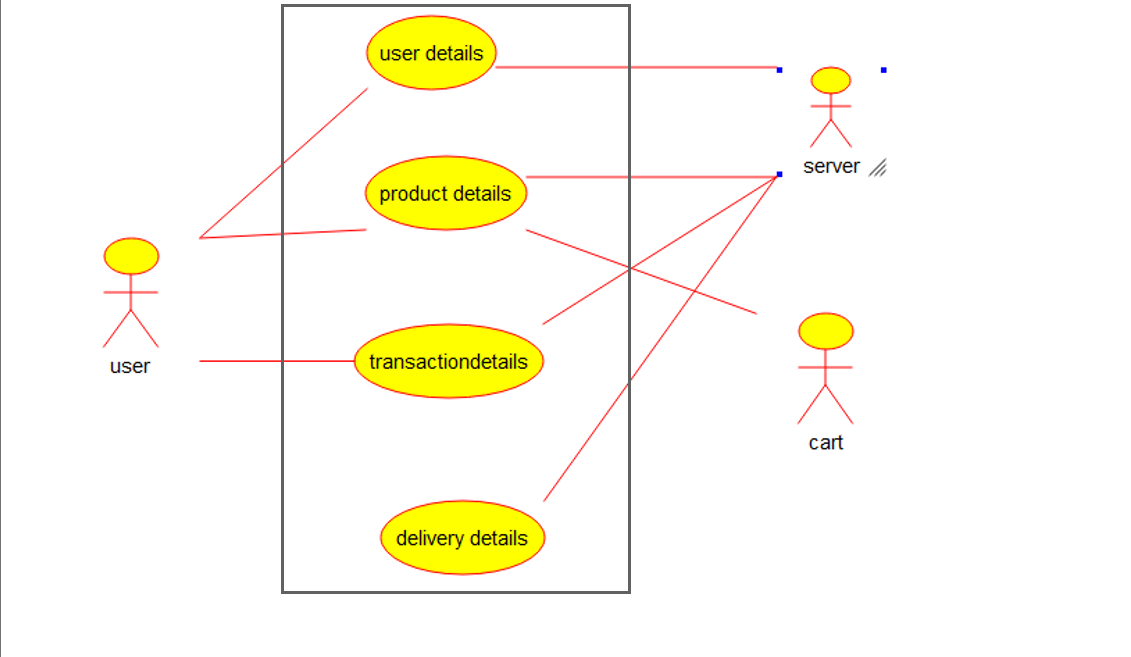 user details
server
product details
user
transactiondetails
cart
delivery details